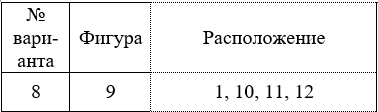 №
вари-
анта
Фигура
Расположение
8
9
1, 10, 11, 12